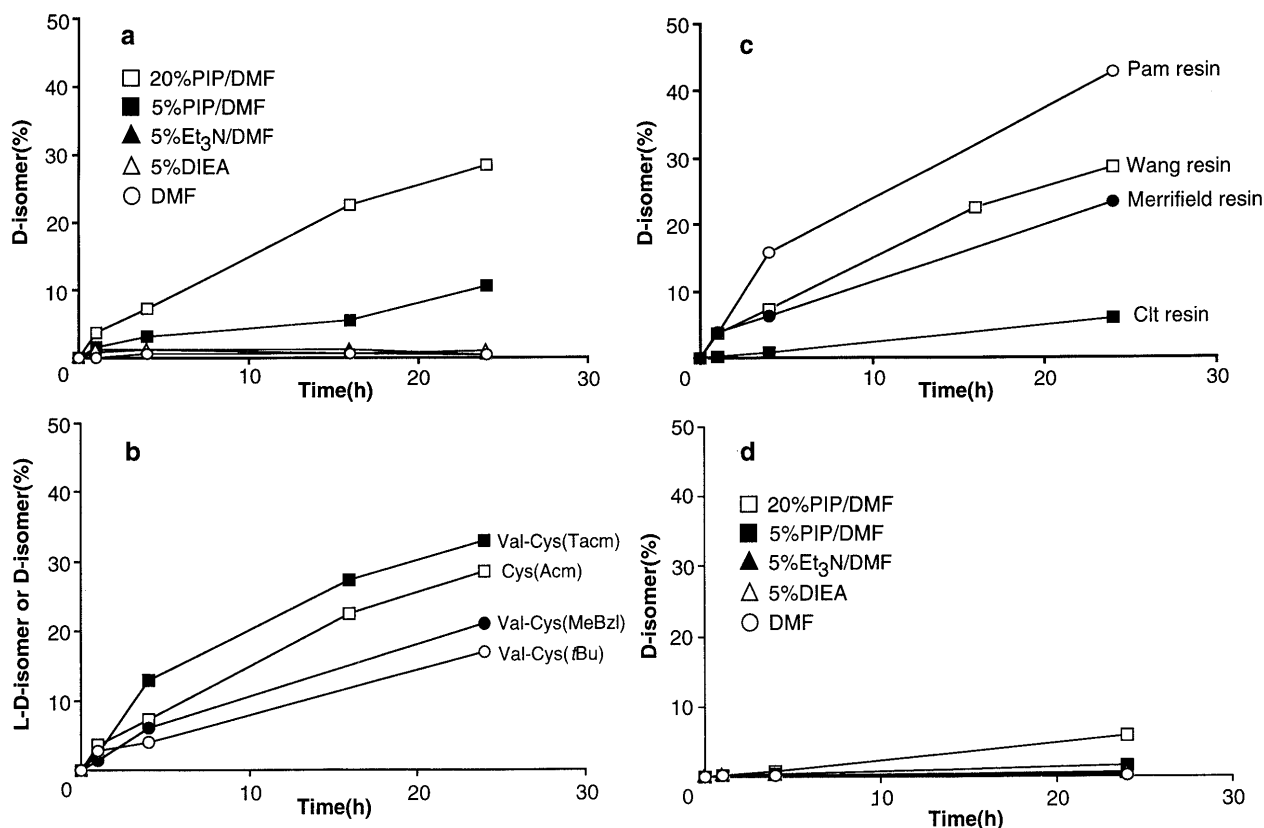 a
50
40
30
20
10
0
10
20
30
D-isomer(%)
Time(h)
20%PIP/DMF
5%PIP/DMF
5%Et3N/DMF
5%DIEA
DMF
c
50
40
30
20
10
0
10
20
30
D-isomer(%)
Time(h)
Pam resin
Wang resin
Merrifield resin
Clt resin
b
50
40
30
20
10
0
10
20
30
L-D-isomer or D-isomer(%)
Time(h)
Val-Cys(Tacm)
Cys(Acm)
Val-Cys(MeBzl)
Val-Cys(tBu)
d
50
40
30
20
10
0
10
20
30
D-isomer(%)
Time(h)
20%PIP/DMF
5%PIP/DMF
5%Et3N/DMF
5%DIEA
DMF